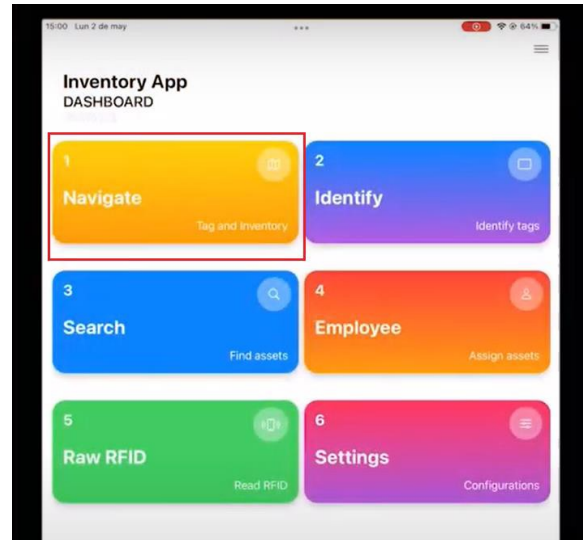 15:00 Lun 2 de may
64%
Inventory App
DASHBOARD
1
Navigate
Tag and Inventory
2
Identify
Identify tags
3
Search
Find assets
4
Employee
Assign assets
5
Raw RFID
Read RFID
6
Settings
Configurations